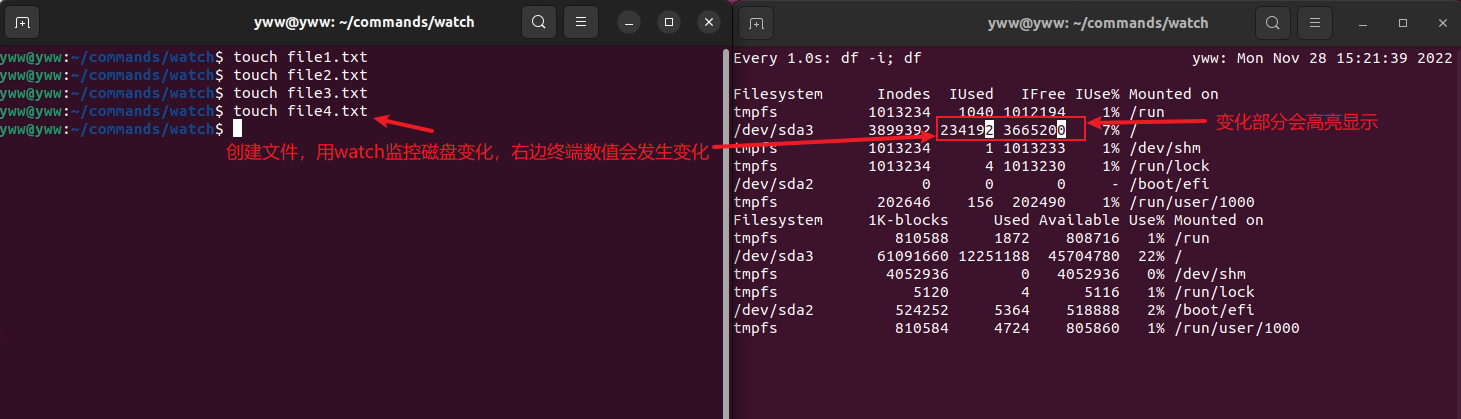 yww@yww: ~/commands/watch
yww@yww:~/commands/watch$ touch file1.txt
yww@yww:~/commands/watch$ touch file2.txt
yww@yww:~/commands/watch$ touch file3.txt
yww@yww:~/commands/watch$ touch file4.txt
yww@yww:~/commands/watch$
创建文件，用watch监控磁盘变化，右边终端数值会发生变化
yww@yww: ~/commands/watch
Every 1.0s: df -i; df yww: Mon Nov 28 15:21:39 2022
Filesystem Inodes IUsed IFree IUse% Mounted on
tmpfs 1013234 1040 1012194 1% /run
/dev/sda3 3899392 234192 3665200 7% /
变化部分会高亮显示
tmpfs 1013234 1 1013233 1% /dev/shm
tmpfs 1013234 4 1013230 1% /run/lock
/dev/sda2 0 0 0 - /boot/efi
tmpfs 202646 156 202490 1% /run/user/1000
Filesystem 1K-blocks Used Available Use% Mounted on
tmpfs 810588 1872 808716 1% /run
/dev/sda3 61091660 12251188 45704780 22% /
tmpfs 4052936 0 4052936 0% /dev/shm
tmpfs 5120 4 5116 1% /run/lock
/dev/sda2 524252 5364 518888 2% /boot/efi
tmpfs 810584 4724 805860 1% /run/user/1000